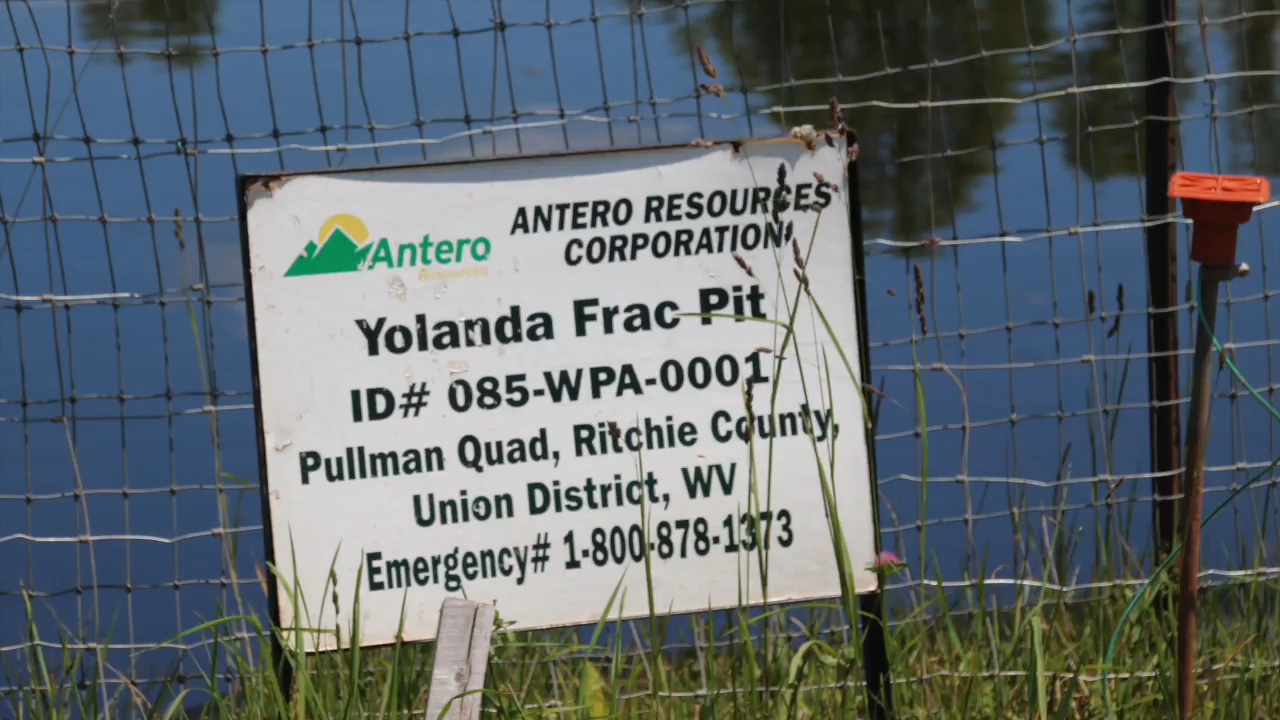 Antero
Resources
ANTERO RESOURCES
CORPORATION
Yolanda Frac Pit
ID# 085-WPA-0001
Pullman Quad, Ritchie County,
Union District, WV
Emergency# 1-800-878-1373